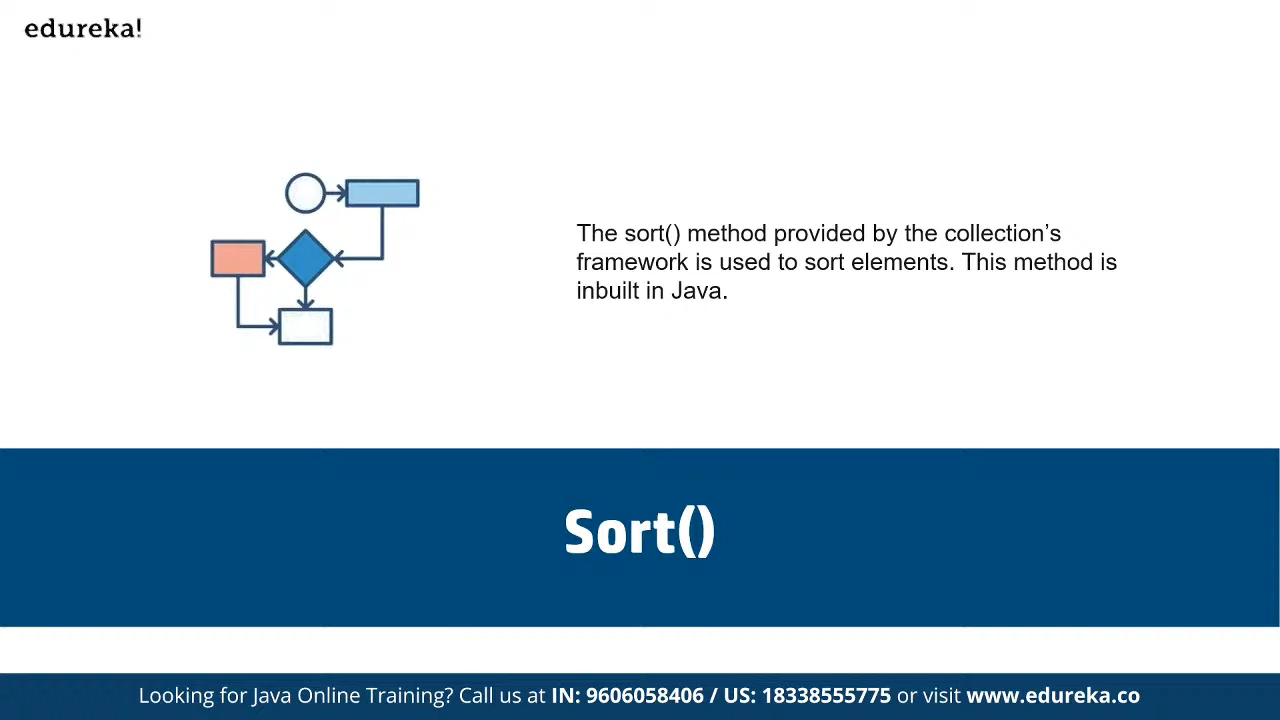 edureka!
The sort() method provided by the collection’s
framework is used to sort elements. This method is
inbuilt in Java.
Sort()
Looking for Java Online Training? Call us at IN: 9606058406 / US: 18338555775 or visit www.edureka.co